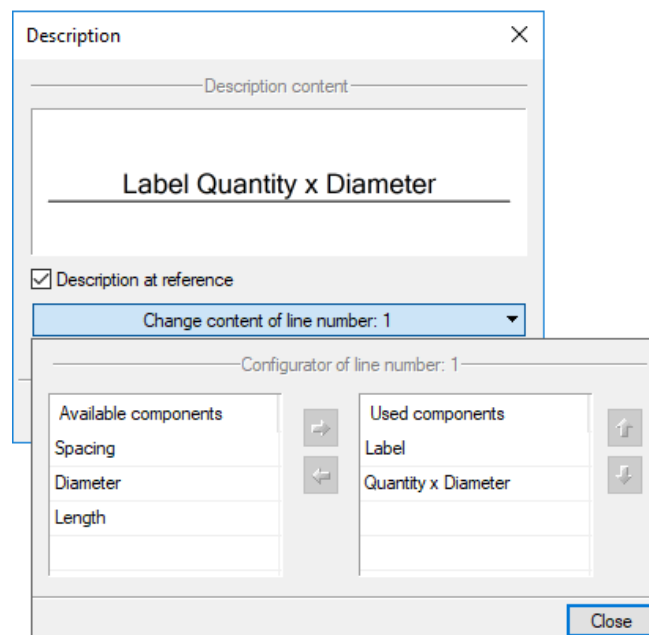 Description
Description content
Label Quantity x Diameter
Description at reference
Change content of line number: 1
Configurator of line number: 1
Available components
Used components
Spacing
Label
Diameter
Quantity x Diameter
Length
Close